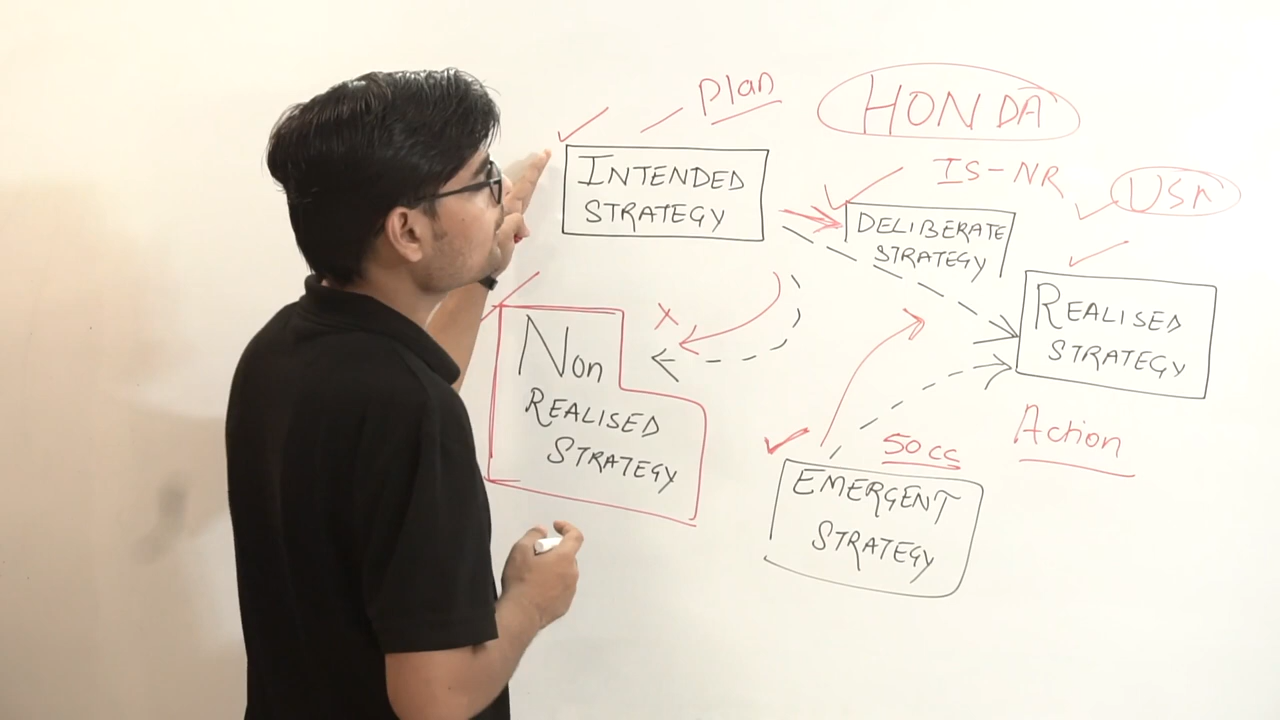 Plan
HONDA
INTENDED
STRATEGY
IS-NR
USA
DELIBERATE
STRATEGY
REALISED
STRATEGY
Non
REALISED
STRATEGY
X
50cc
Action
EMERGENT
STRATEGY